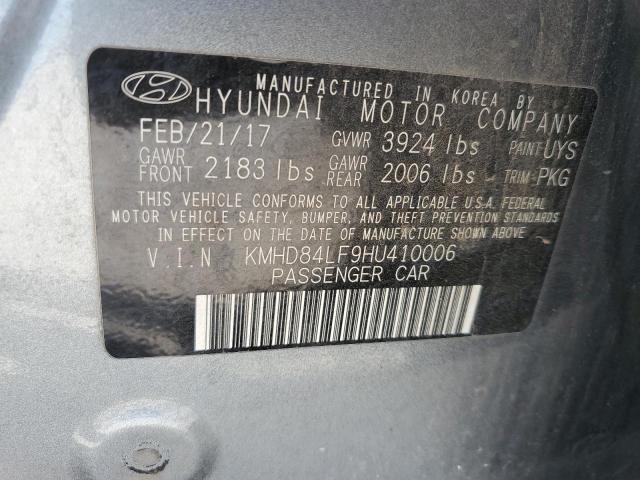 MANUFACTURED IN KOREA BY
HYUNDAI MOTOR COMPANY
FEB/21/17 GVWR 3924 lbs PAINT:UYS
GAWR FRONT 2183 lbs GAWR REAR 2006 lbs TRIM:PKG
THIS VEHICLE CONFORMS TO ALL APPLICABLE U.S.A. FEDERAL
MOTOR VEHICLE SAFETY, BUMPER, AND THEFT PREVENTION STANDARDS
IN EFFECT ON THE DATE OF MANUFACTURE SHOWN ABOVE.
V.I.N KMHD84LF9HU410006
PASSENGER CAR